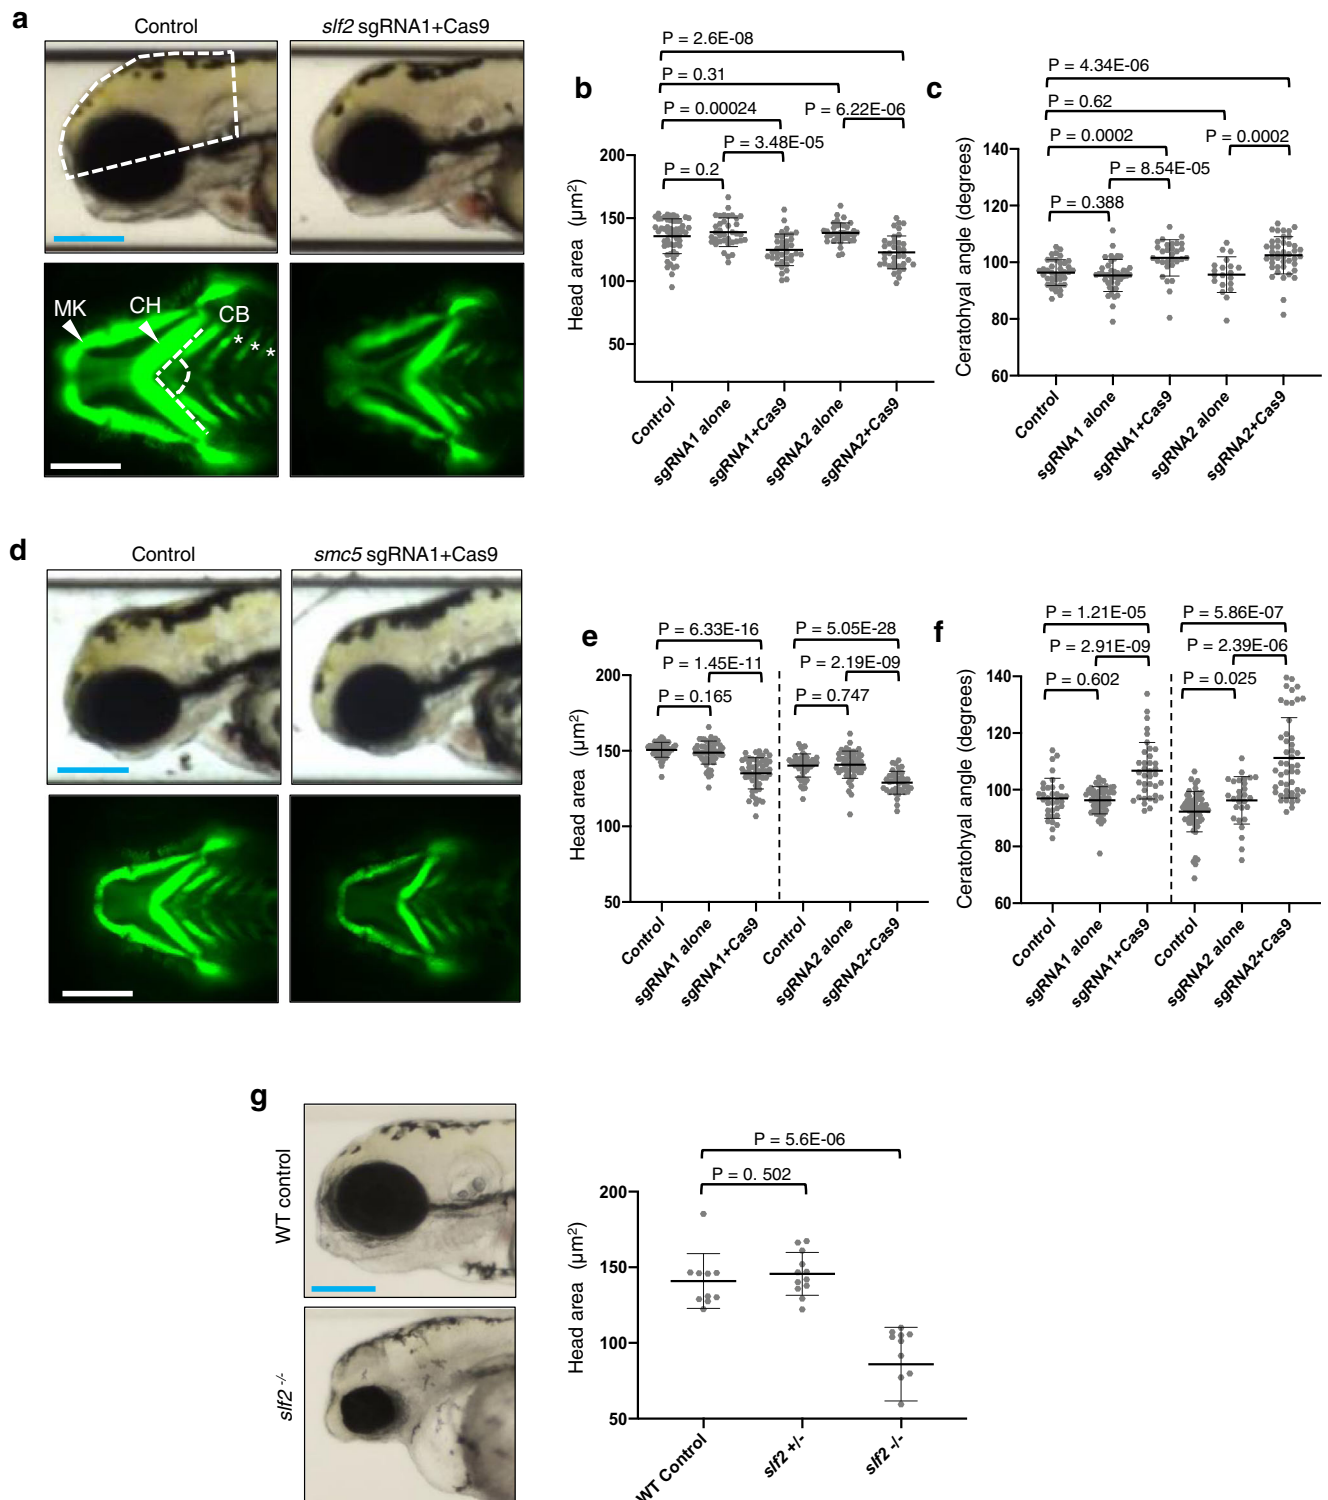 a
Control
slf2 sgRNA1+Cas9
MK
CH
CB
* * *
b
P = 2.6E-08
P = 0.31
P = 0.00024
P = 6.22E-06
P = 3.48E-05
P = 0.2
Head area (µm²)
200
150
100
50
Control
sgRNA1 alone
sgRNA1+Cas9
sgRNA2 alone
sgRNA2+Cas9
c
P = 4.34E-06
P = 0.62
P = 0.0002
P = 0.0002
P = 8.54E-05
P = 0.388
Ceratohyal angle (degrees)
140
120
100
80
60
Control
sgRNA1 alone
sgRNA1+Cas9
sgRNA2 alone
sgRNA2+Cas9
d
Control
smc5 sgRNA1+Cas9
e
P = 6.33E-16
P = 5.05E-28
P = 1.45E-11
P = 2.19E-09
P = 0.165
P = 0.747
Head area (µm²)
200
150
100
50
Control
sgRNA1 alone
sgRNA1+Cas9
Control
sgRNA2 alone
sgRNA2+Cas9
f
P = 1.21E-05
P = 5.86E-07
P = 2.91E-09
P = 2.39E-06
P = 0.602
P = 0.025
Ceratohyal angle (degrees)
140
120
100
80
60
Control
sgRNA1 alone
sgRNA1+Cas9
Control
sgRNA2 alone
sgRNA2+Cas9
g
WT control
slf2 -/-
P = 5.6E-06
P = 0. 502
Head area (µm²)
200
150
100
50
WT Control
slf2 +/-
slf2 -/-